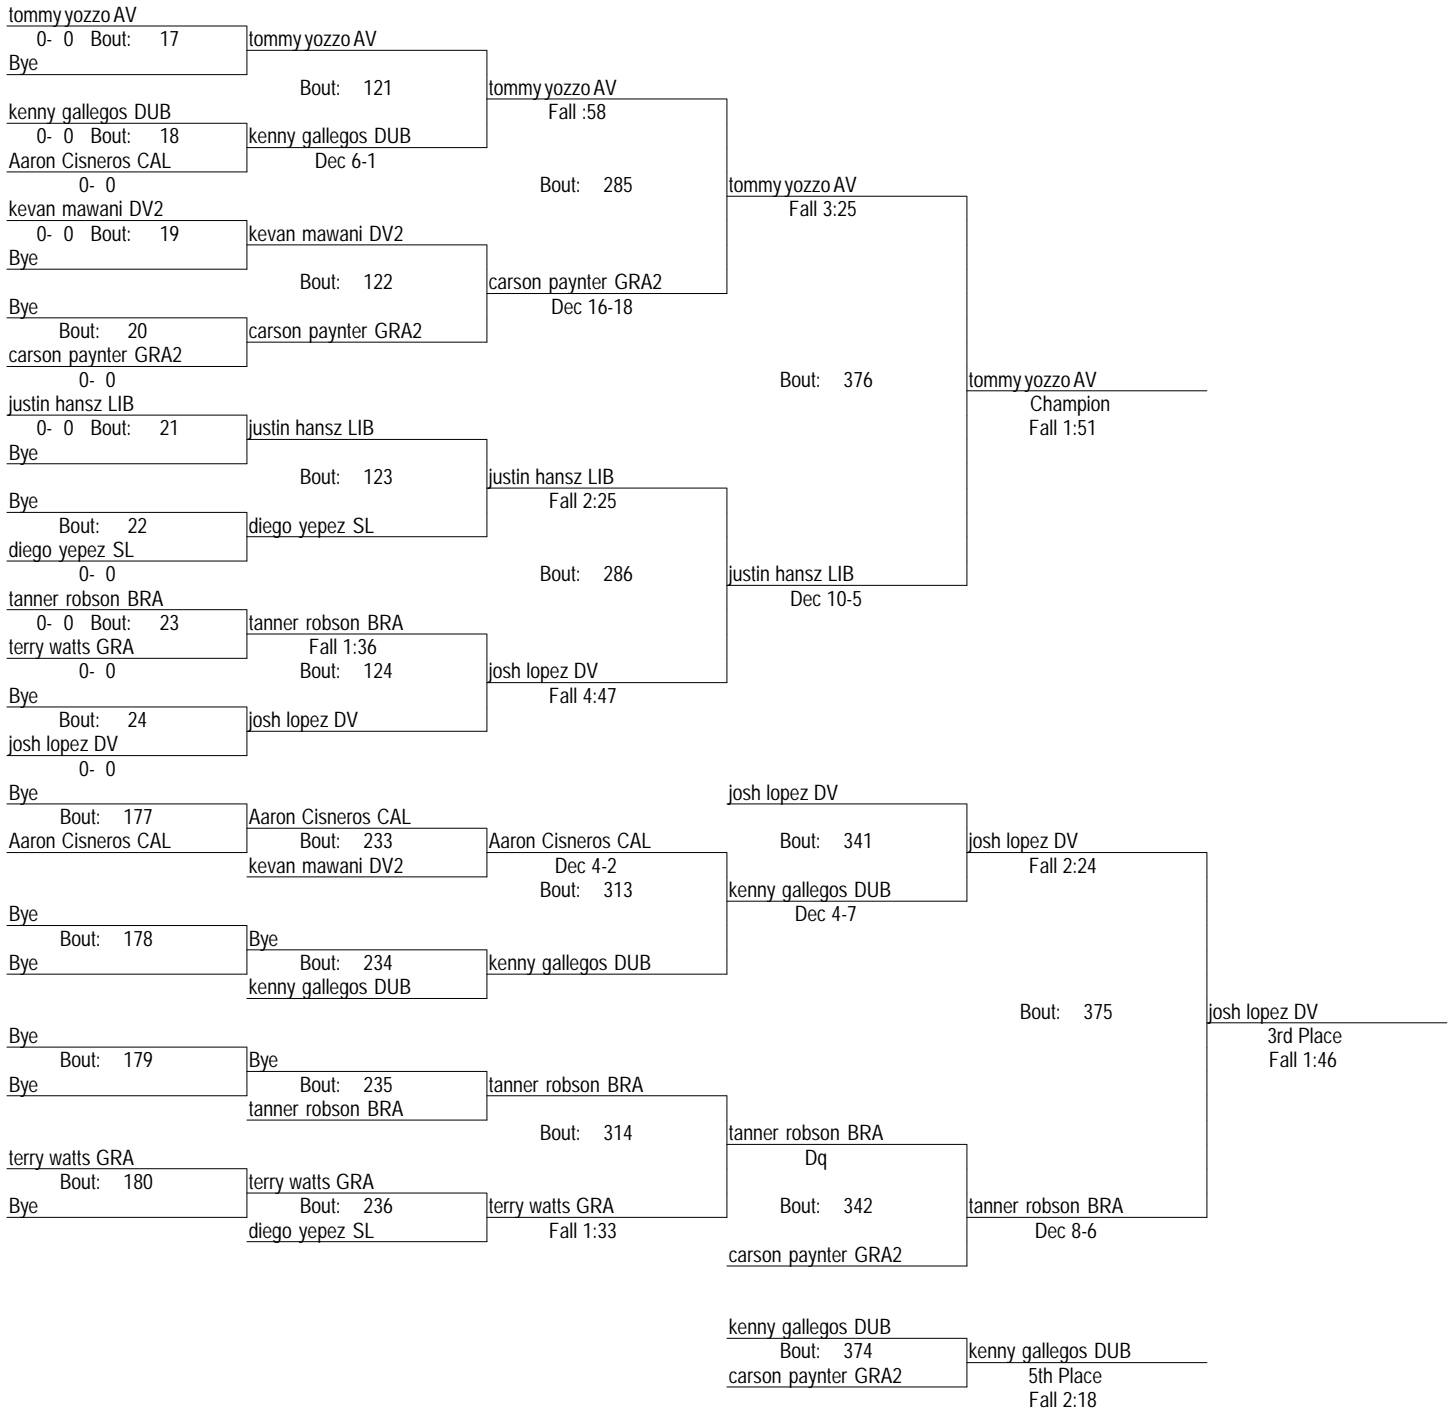 tommy yozzo AV
0- 0 Bout: 17 tommy yozzo AV
Bye
Bout: 121 tommy yozzo AV
kenny gallegos DUB Fall :58
0- 0 Bout: 18 kenny gallegos DUB
Aaron Cisneros CAL Dec 6-1
0- 0 Bout: 285 tommy yozzo AV
kevan mawani DV2 Fall 3:25
0- 0 Bout: 19 kevan mawani DV2
Bye
Bout: 122 carson paynter GRA2
Bye Dec 16-18
Bout: 20 carson paynter GRA2
carson paynter GRA2
0- 0 Bout: 376 tommy yozzo AV
justin hansz LIB Champion
0- 0 Bout: 21 justin hansz LIB Fall 1:51
Bye
Bout: 123 justin hansz LIB
Bye Fall 2:25
Bout: 22 diego yepez SL
diego yepez SL
0- 0 Bout: 286 justin hansz LIB
tanner robson BRA Dec 10-5
0- 0 Bout: 23 tanner robson BRA
terry watts GRA Fall 1:36
0- 0 Bout: 124 josh lopez DV
Bye Fall 4:47
Bout: 24 josh lopez DV
josh lopez DV
0- 0
Bye josh lopez DV
Bout: 177 Aaron Cisneros CAL
Aaron Cisneros CAL Bout: 233 Aaron Cisneros CAL Bout: 341 josh lopez DV
kevan mawani DV2 Dec 4-2 Fall 2:24
Bout: 313 kenny gallegos DUB
Bye Dec 4-7
Bout: 178 Bye
Bye Bout: 234 kenny gallegos DUB
kenny gallegos DUB
Bout: 375 josh lopez DV
Bye 3rd Place
Bout: 179 Bye Fall 1:46
Bye Bout: 235 tanner robson BRA
tanner robson BRA
Bout: 314 tanner robson BRA
terry watts GRA Dq
Bout: 180 terry watts GRA
Bye Bout: 236 terry watts GRA Bout: 342 tanner robson BRA
diego yepez SL Fall 1:33 Dec 8-6
carson paynter GRA2
kenny gallegos DUB
Bout: 374 kenny gallegos DUB
carson paynter GRA2 5th Place
Fall 2:18